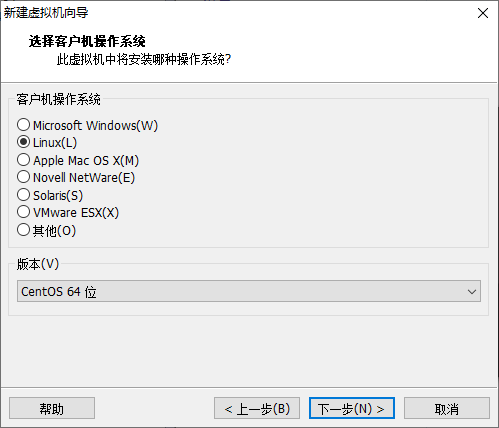 新建虚拟机向导
选择客户机操作系统
此虚拟机中将安装哪种操作系统?
客户机操作系统
Microsoft Windows(W)
Linux(L)
Apple Mac OS X(M)
Novell NetWare(E)
Solaris(S)
VMware ESX(X)
其他(O)
版本(V)
CentOS 64 位
帮助
< 上一步(B)
下一步(N) >
取消